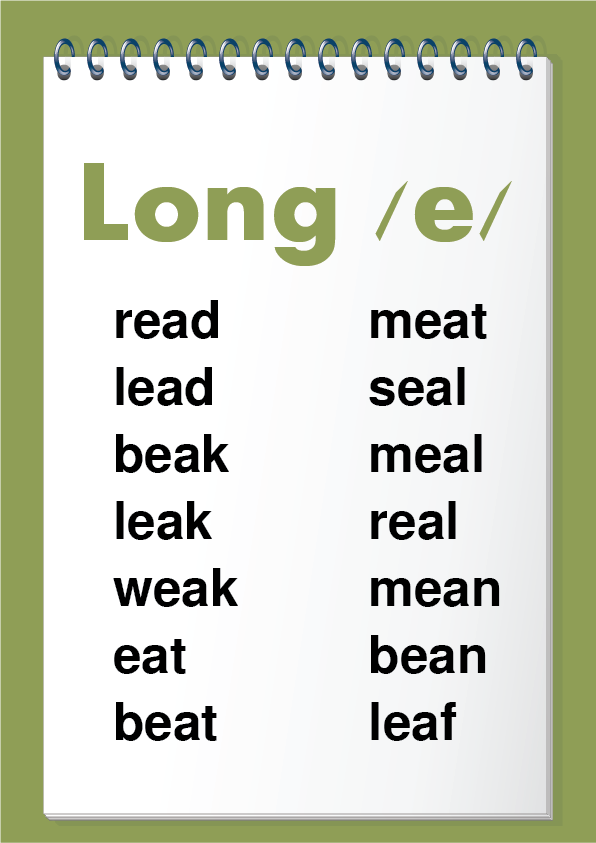 Long /e/
read
lead
beak
leak
weak
eat
beat
meat
seal
meal
real
mean
bean
leaf